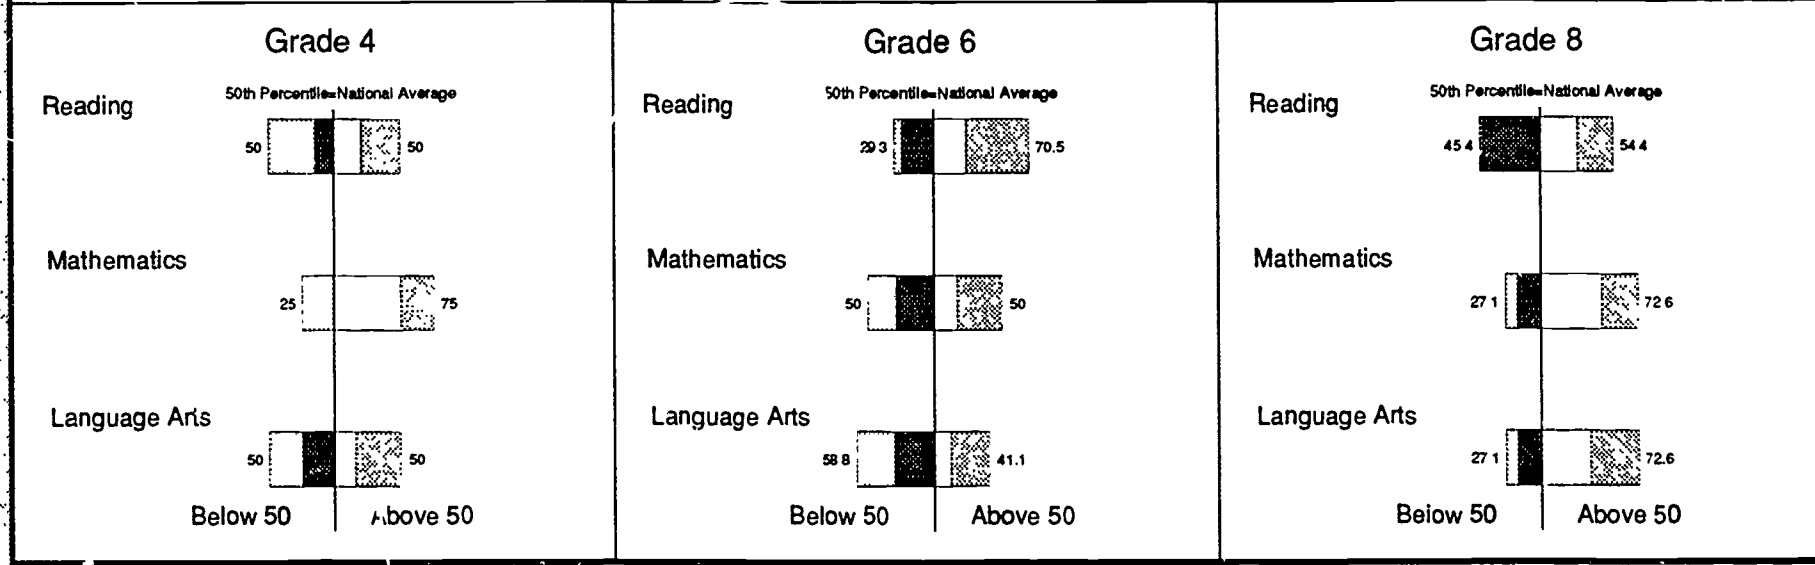 Grade 4
50th Percentile=National Average
Reading
50
50
Mathematics
25
75
Language Arts
50
50
Below 50
Above 50
Grade 6
50th Percentile=National Average
Reading
29 3
70.5
Mathematics
50
50
Language Arts
58 8
41.1
Below 50
Above 50
Grade 8
50th Percentile=National Average
Reading
45 4
54 4
Mathematics
27 1
72 6
Language Arts
27 1
72.6
Below 50
Above 50